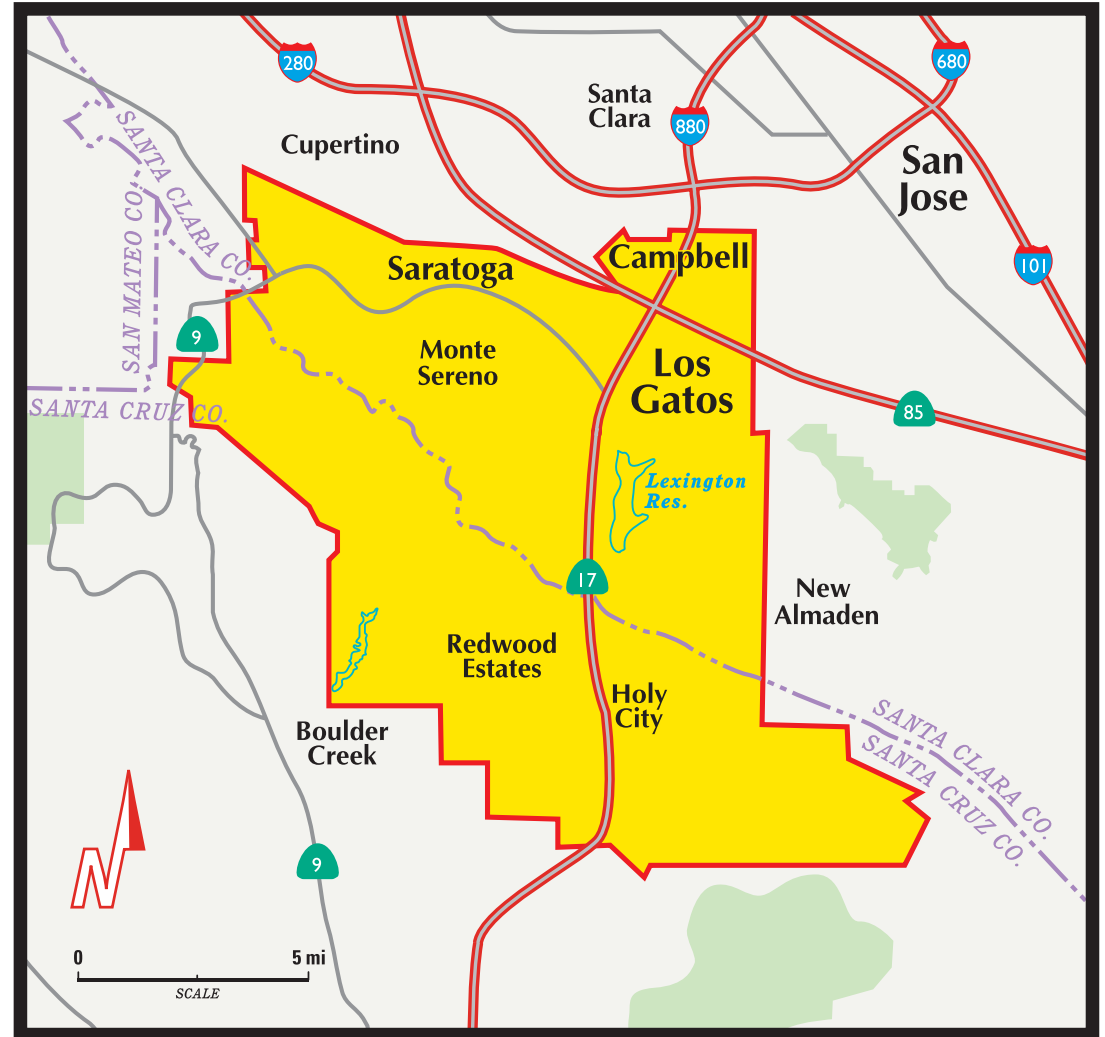 280
680
Santa
Clara
880
Cupertino
San
Jose
SANTA CLARA CO.
SAN MATEO CO.
Campbell
Saratoga
101
9
Monte
Sereno
Los
Gatos
SANTA CRUZ CO.
85
Lexington
Res.
17
New
Almaden
Redwood
Estates
Holy
City
Boulder
Creek
SANTA CLARA CO.
SANTA CRUZ CO.
N
9
0
5 mi
SCALE